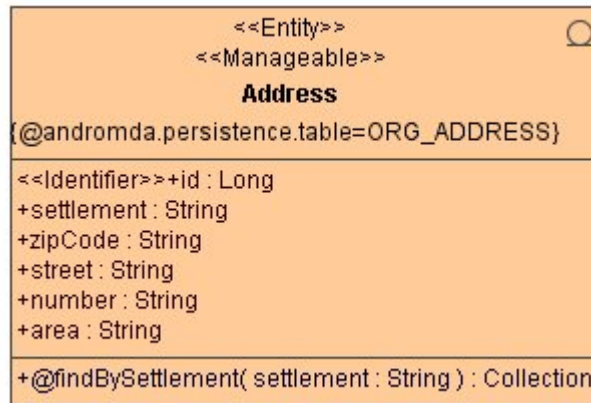 <<Entity>>
<<Manageable>>
Address
{@andromda.persistence.table=ORG_ADDRESS}
<<Identifier>>+id : Long
+settlement : String
+zipCode : String
+street : String
+number : String
+area : String
+@findBySettlement( settlement : String ) : Collection